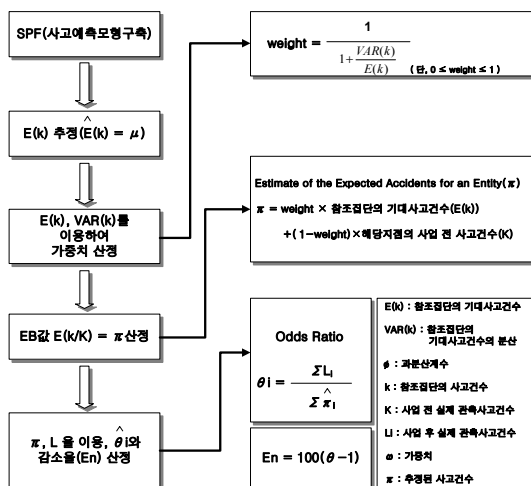 SPF(사고예측모형구축)
E(k) 추정(Ê(k) = μ)
E(k), VAR(k)를
이용하여
가중치 산정
EB값 E(k/K) = π 산정
π, L 을 이용, θ̂i와
감소율(En) 산정
weight = 1 / (1+ VAR(k) / E(k))
(단, 0 ≤ weight ≤ 1)
Estimate of the Expected Accidents for an Entity(π)
π = weight × 참조집단의 기대사고건수(E(k))
+(1-weight)×해당지점의 사업 전 사고건수(K)
Odds Ratio
θi = ΣLi / Σπ̂i
En = 100(θ-1)
E(k) : 참조집단의 기대사고건수
VAR(k) : 참조집단의
기대사고건수의 분산
φ : 과분산계수
k : 참조집단의 사고건수
K : 사업 전 실제 관측사고건수
Li : 사업 후 실제 관측사고건수
ω : 가중치
π : 추정된 사고건수